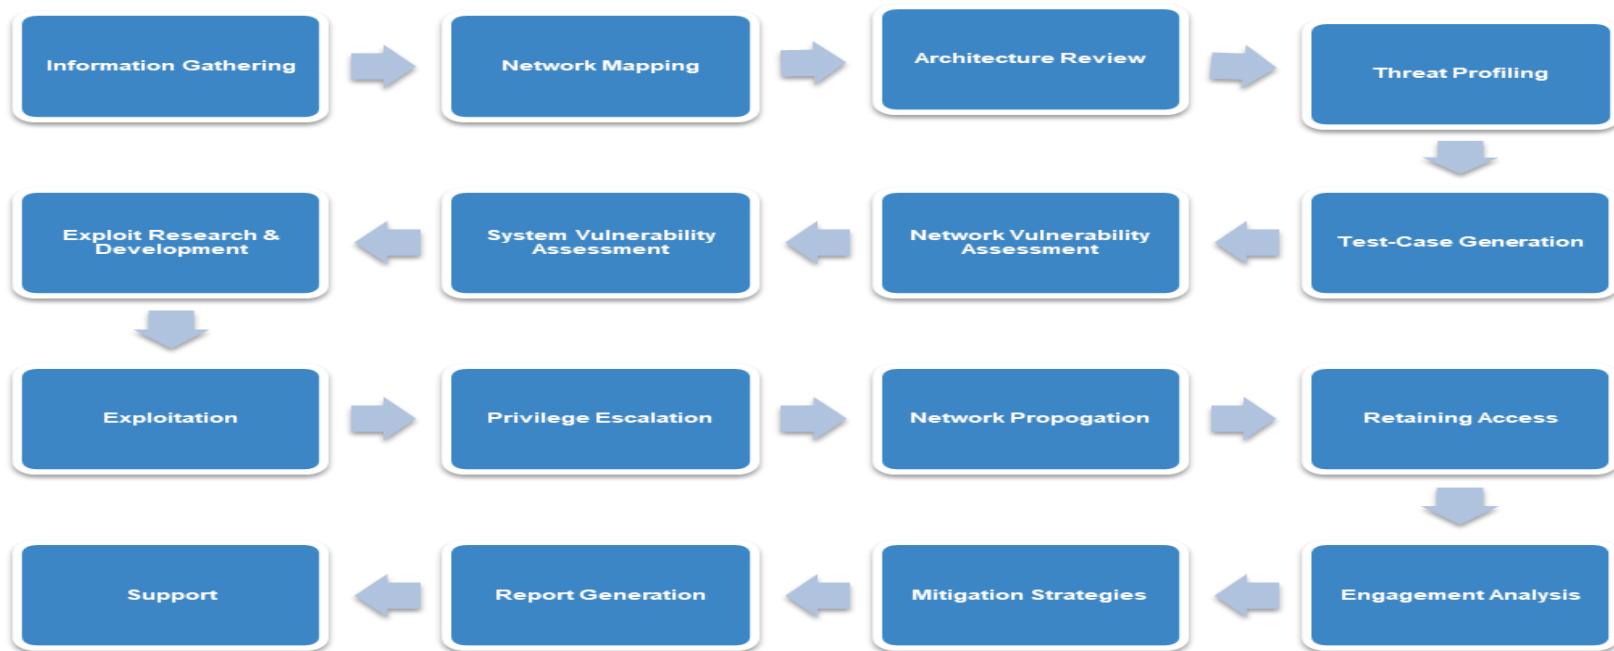 Information Gathering
Network Mapping
Architecture Review
Threat Profiling
Test-Case Generation
Network Vulnerability
Assessment
System Vulnerability
Assessment
Exploit Research &
Development
Exploitation
Privilege Escalation
Network Propogation
Retaining Access
Engagement Analysis
Mitigation Strategies
Report Generation
Support